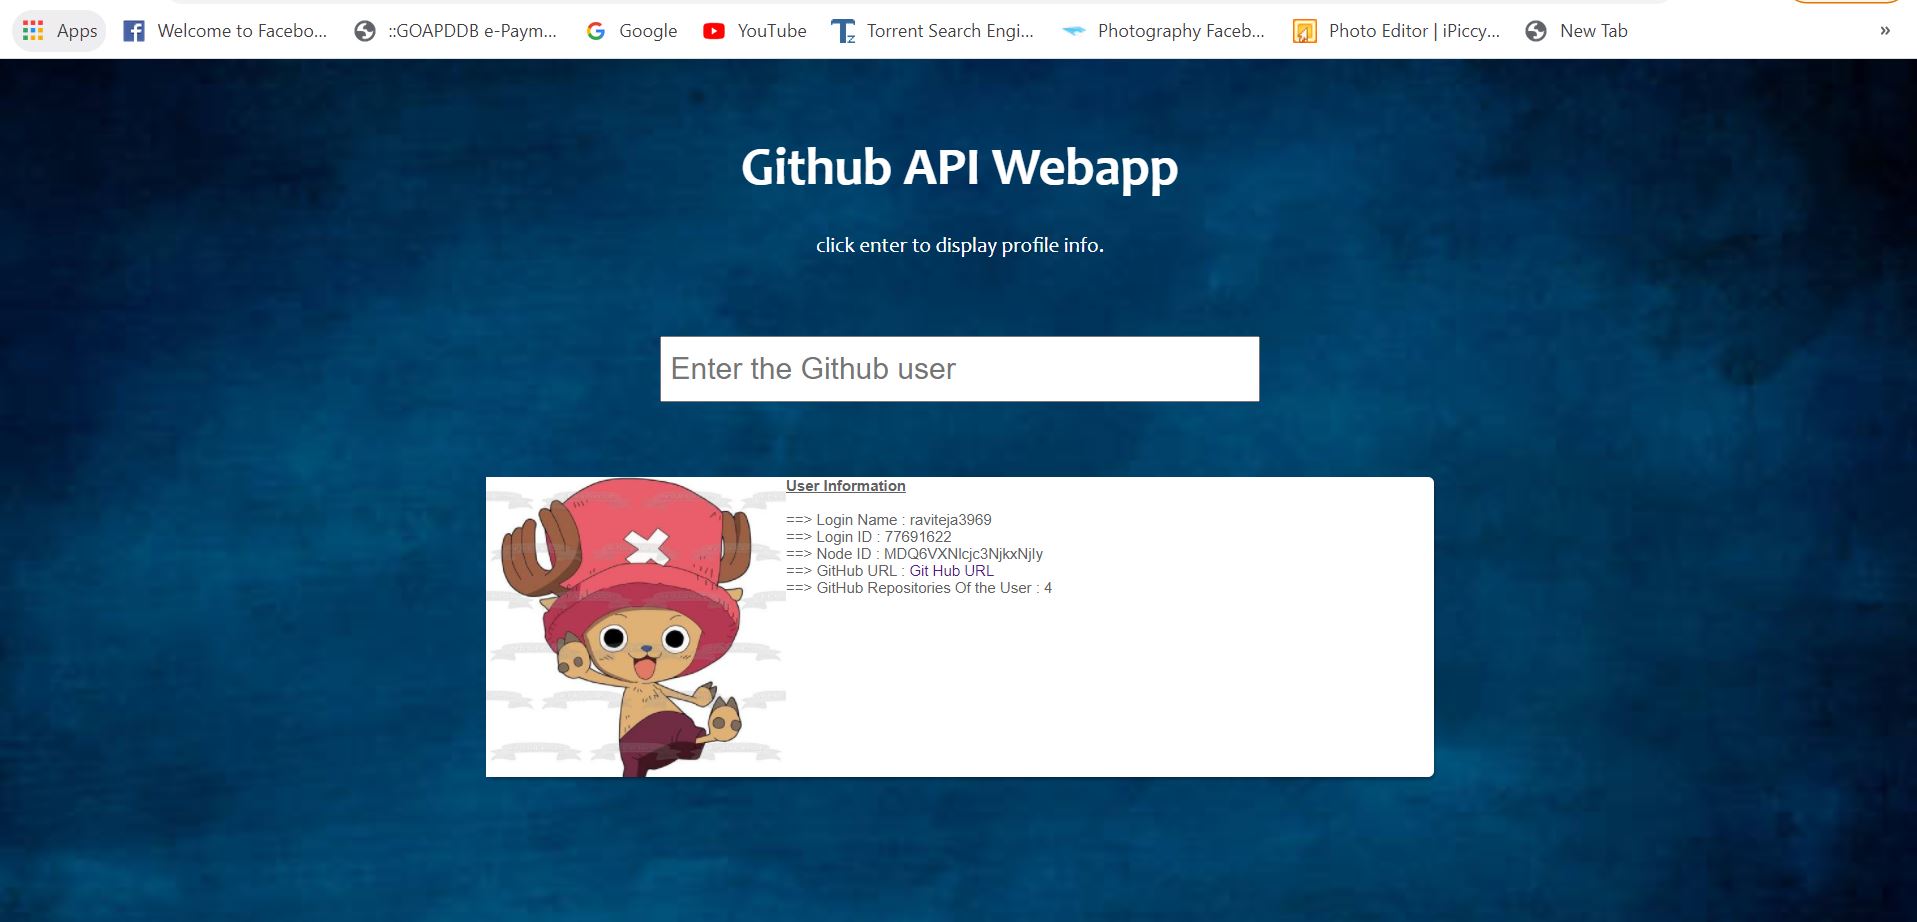 Apps Welcome to Facebo... ::GOAPDDB e-Paym... Google YouTube Torrent Search Engi... Photography Faceb... Photo Editor | iPiccy... New Tab »
Github API Webapp
click enter to display profile info.
Enter the Github user
User Information
==> Login Name : raviteja3969
==> Login ID : 77691622
==> Node ID : MDQ6VXNlcjc3NjkxNjIy
==> GitHub URL : Git Hub URL
==> GitHub Repositories Of the User : 4